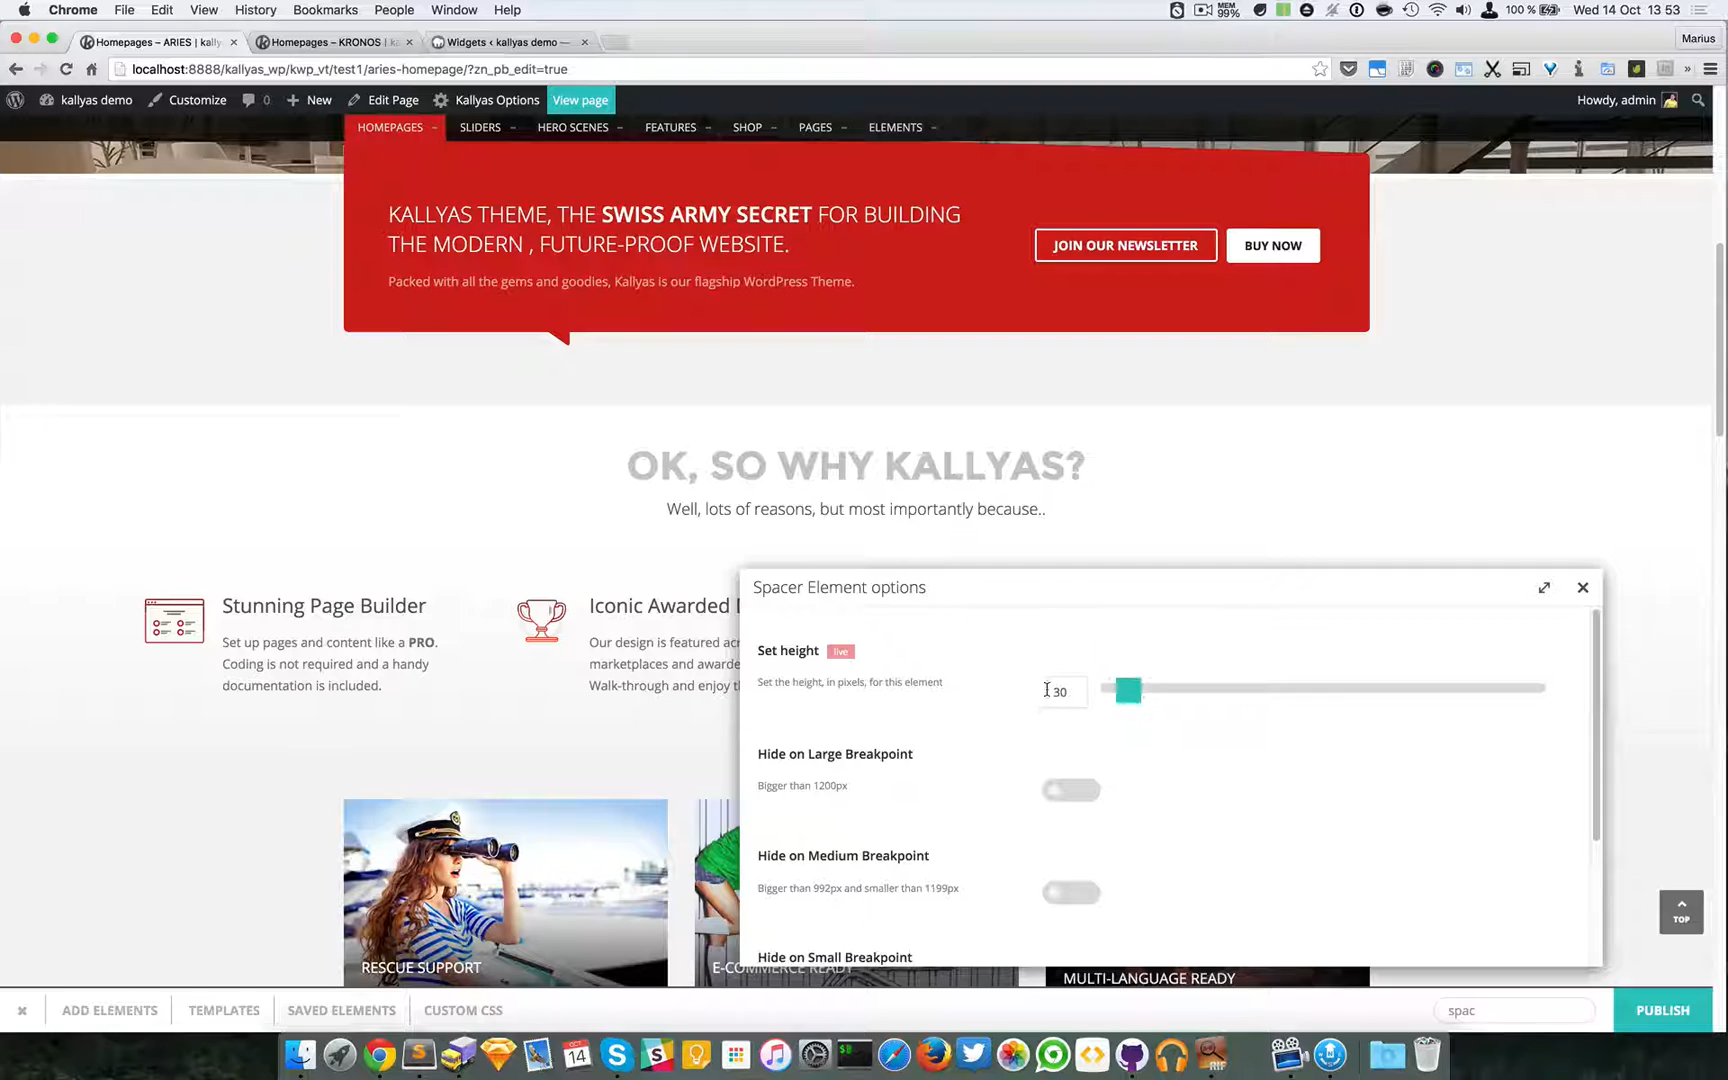 Chrome File Edit View History Bookmarks People Window Help
MEM 99%
100 % Wed 14 Oct 13 53
Homepages – ARIES | kally
Homepages – KRONOS | ka
Widgets ‹ kallyas demo —
Marius
localhost:8888/kallyas_wp/kwp_vt/test1/aries-homepage/?zn_pb_edit=true
kallyas demo Customize 0 New Edit Page Kallyas Options View page
Howdy, admin
HOMEPAGES SLIDERS HERO SCENES FEATURES SHOP PAGES ELEMENTS
KALLYAS THEME, THE SWISS ARMY SECRET FOR BUILDING
THE MODERN , FUTURE-PROOF WEBSITE.
Packed with all the gems and goodies, Kallyas is our flagship WordPress Theme.
JOIN OUR NEWSLETTER
BUY NOW
OK, SO WHY KALLYAS?
Well, lots of reasons, but most importantly because..
Stunning Page Builder
Set up pages and content like a PRO.
Coding is not required and a handy
documentation is included.
Iconic Awarded
Our design is featured acr
marketplaces and awarde
Walk-through and enjoy th
Spacer Element options
Set height live
Set the height, in pixels, for this element
30
Hide on Large Breakpoint
Bigger than 1200px
Hide on Medium Breakpoint
Bigger than 992px and smaller than 1199px
Hide on Small Breakpoint
TOP
RESCUE SUPPORT
E-COMMERCE READY
MULTI-LANGUAGE READY
ADD ELEMENTS TEMPLATES SAVED ELEMENTS CUSTOM CSS
spac
PUBLISH
OCT
14
RIF